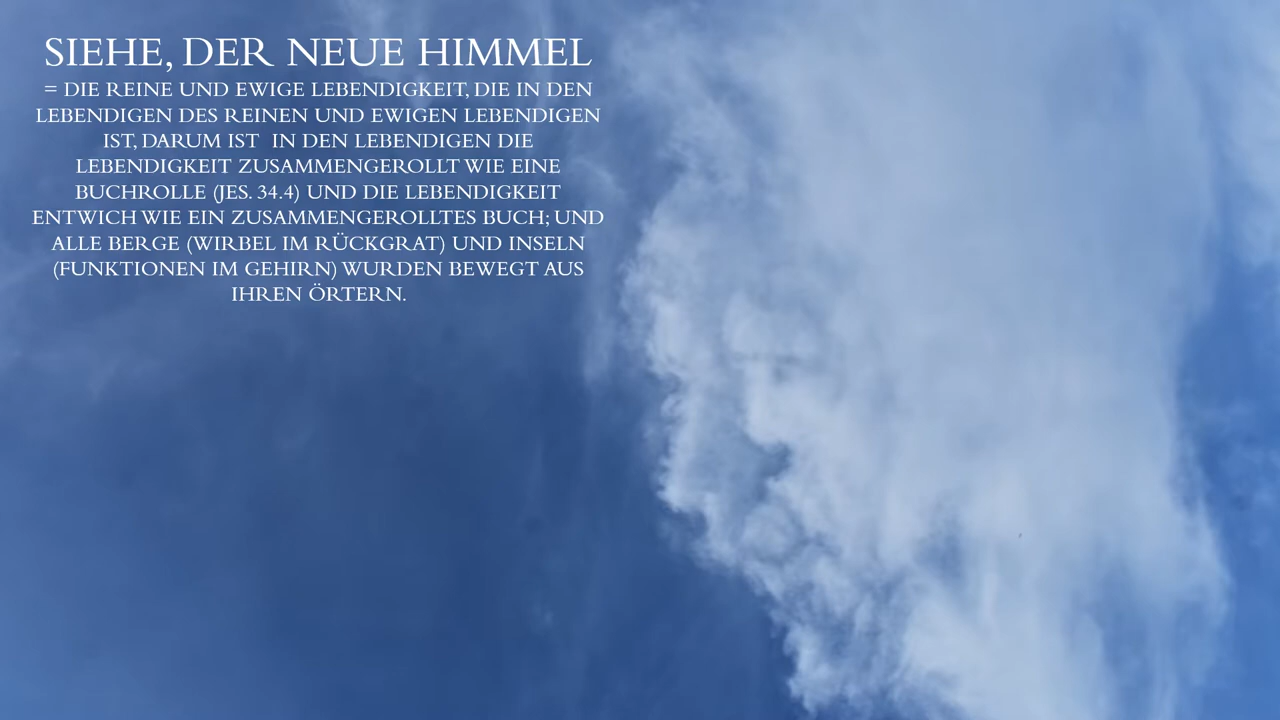 SIEHE, DER NEUE HIMMEL
= DIE REINE UND EWIGE LEBENDIGKEIT, DIE IN DEN
LEBENDIGEN DES REINEN UND EWIGEN LEBENDIGEN
IST, DARUM IST IN DEN LEBENDIGEN DIE
LEBENDIGKEIT ZUSAMMENGEROLLT WIE EINE
BUCHROLLE (JES. 34.4) UND DIE LEBENDIGKEIT
ENTWICH WIE EIN ZUSAMMENGEROLLTES BUCH; UND
ALLE BERGE (WIRBEL IM RÜCKGRAT) UND INSELN
(FUNKTIONEN IM GEHIRN) WURDEN BEWEGT AUS
IHREN ÖRTERN.